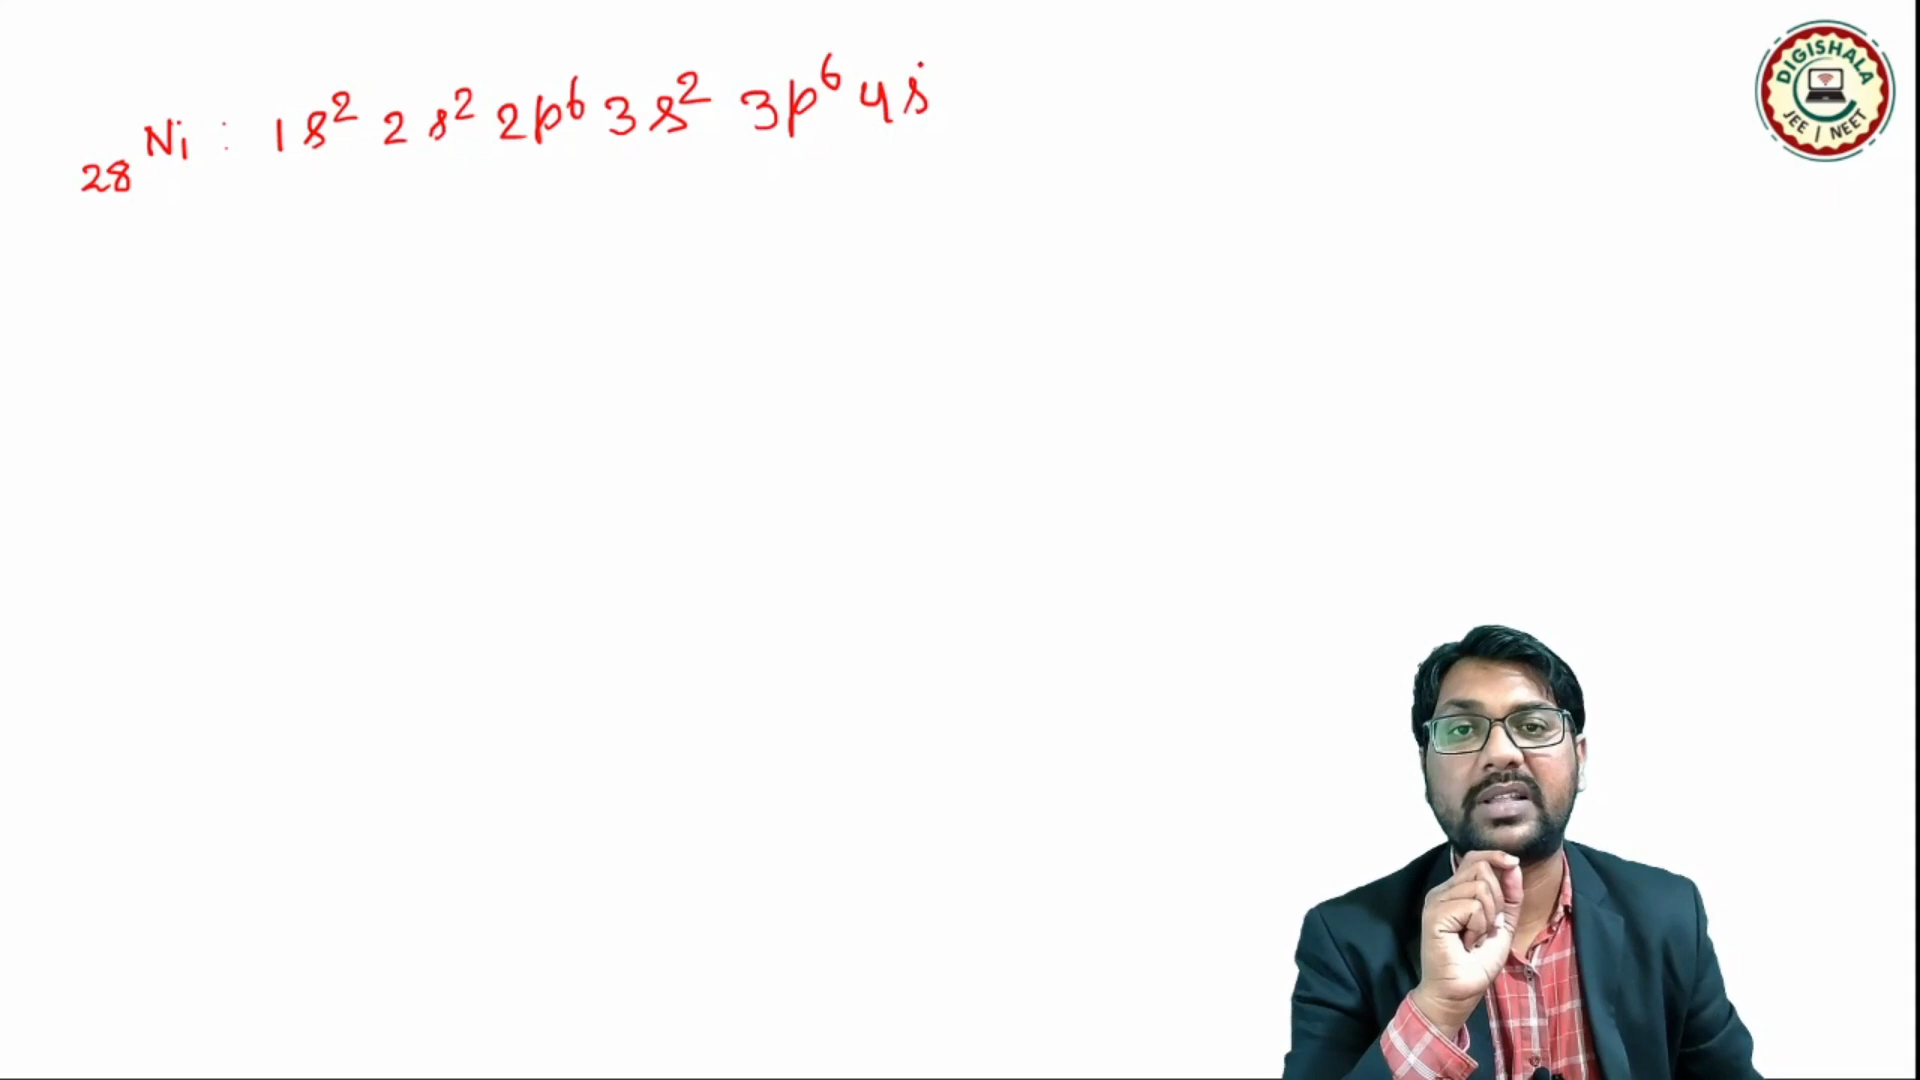 ₂₈Ni : 1s² 2s² 2p⁶ 3s² 3p⁶ 4s
DIGISHALA
JEE | NEET